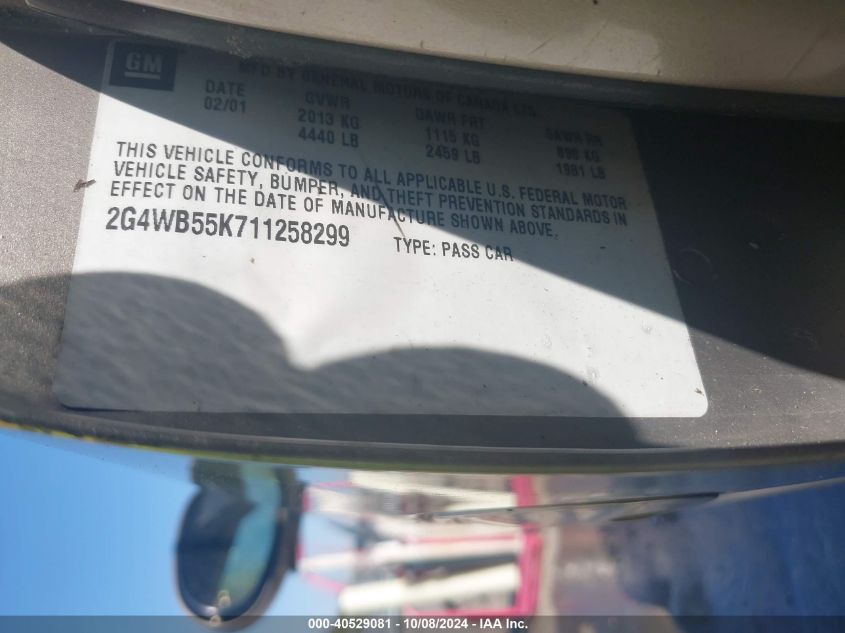 GM
MFD BY GENERAL MOTORS OF CANADA LTD.
DATE GVWR GAWR FRT GAWR RR
02/01 2013 KG 1115 KG 898 KG
4440 LB 2459 LB 1981 LB
THIS VEHICLE CONFORMS TO ALL APPLICABLE U.S. FEDERAL MOTOR
VEHICLE SAFETY, BUMPER, AND THEFT PREVENTION STANDARDS IN
EFFECT ON THE DATE OF MANUFACTURE SHOWN ABOVE.
2G4WB55K711258299 TYPE: PASS CAR
000-40529081 - 10/08/2024 - IAA Inc.